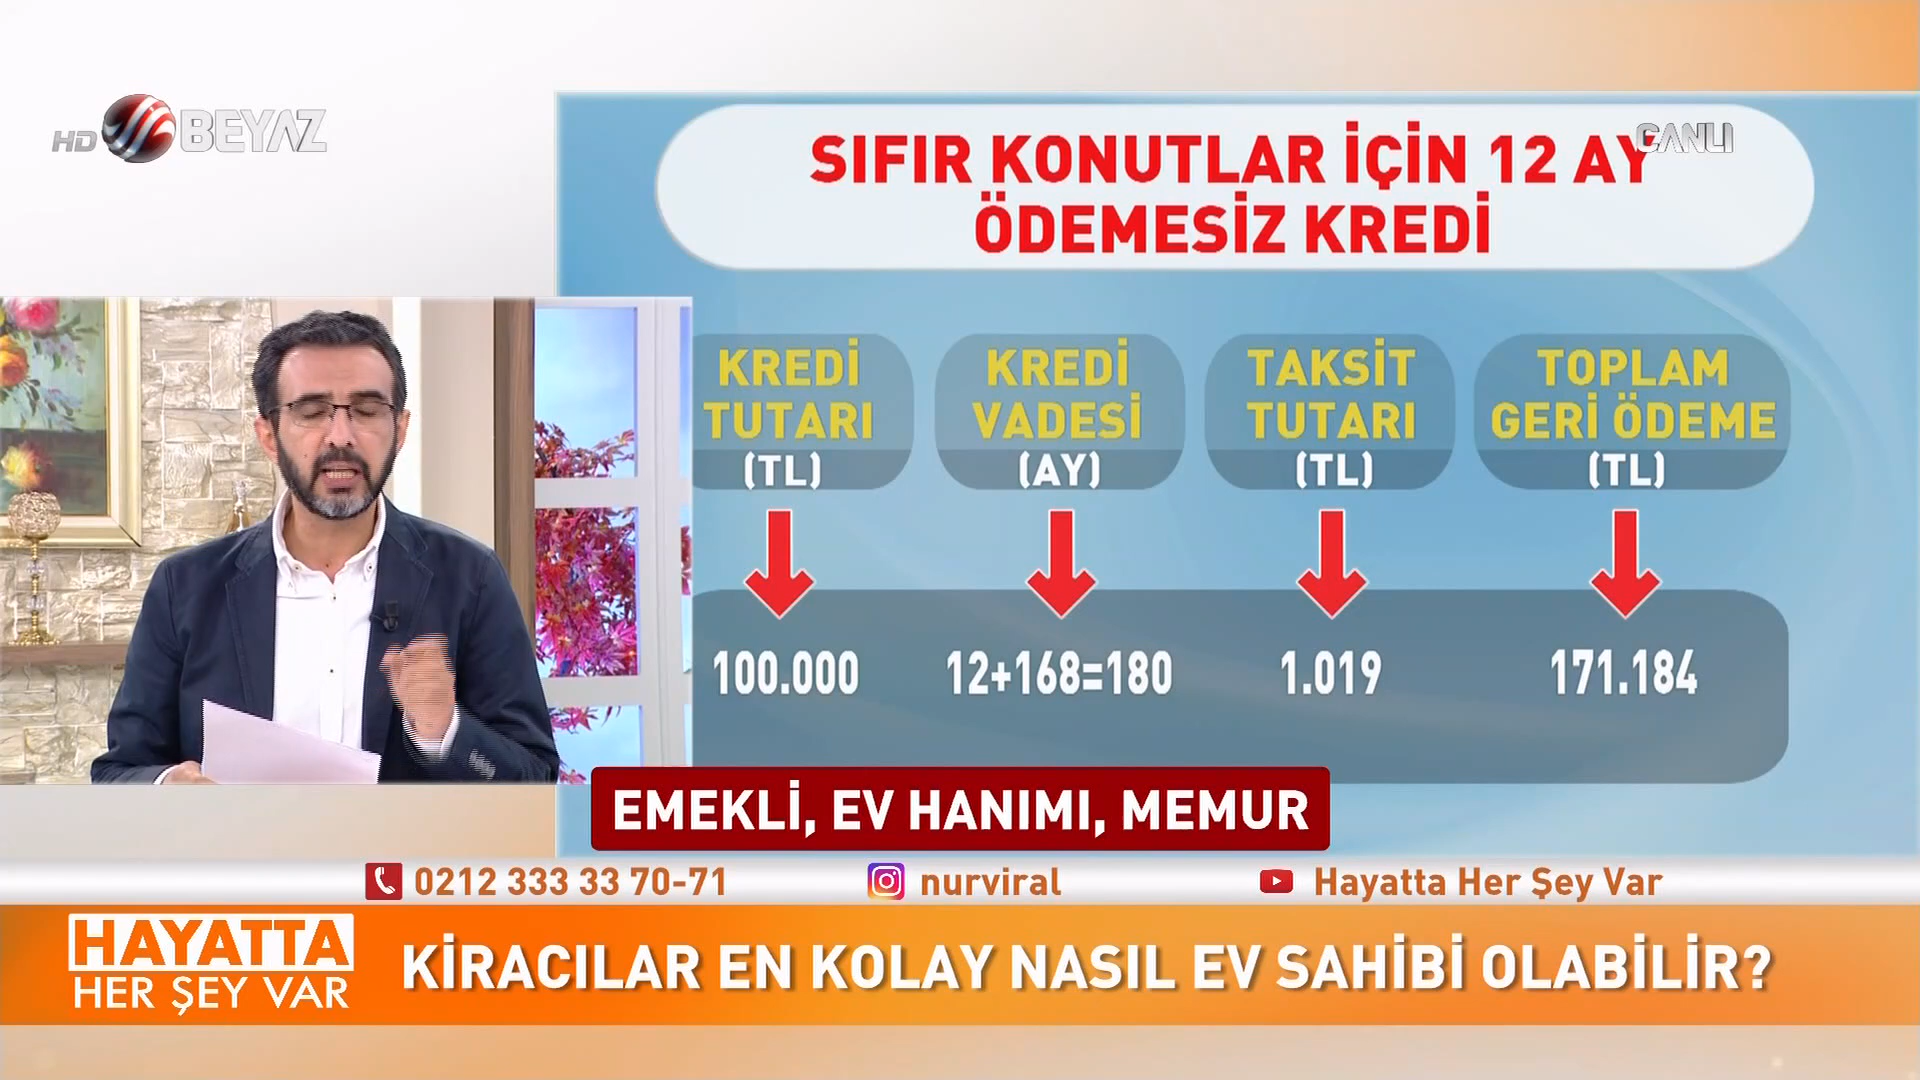 HD BEYAZ
CANLI
SIFIR KONUTLAR İÇİN 12 AY
ÖDEMESİZ KREDİ
KREDİ TUTARI (TL)
KREDİ VADESİ (AY)
TAKSİT TUTARI (TL)
TOPLAM GERİ ÖDEME (TL)
100.000
12+168=180
1.019
171.184
EMEKLİ, EV HANIMI, MEMUR
0212 333 33 70-71
nurviral
Hayatta Her Şey Var
HAYATTA
HER ŞEY VAR
KİRACILAR EN KOLAY NASIL EV SAHİBİ OLABİLİR?